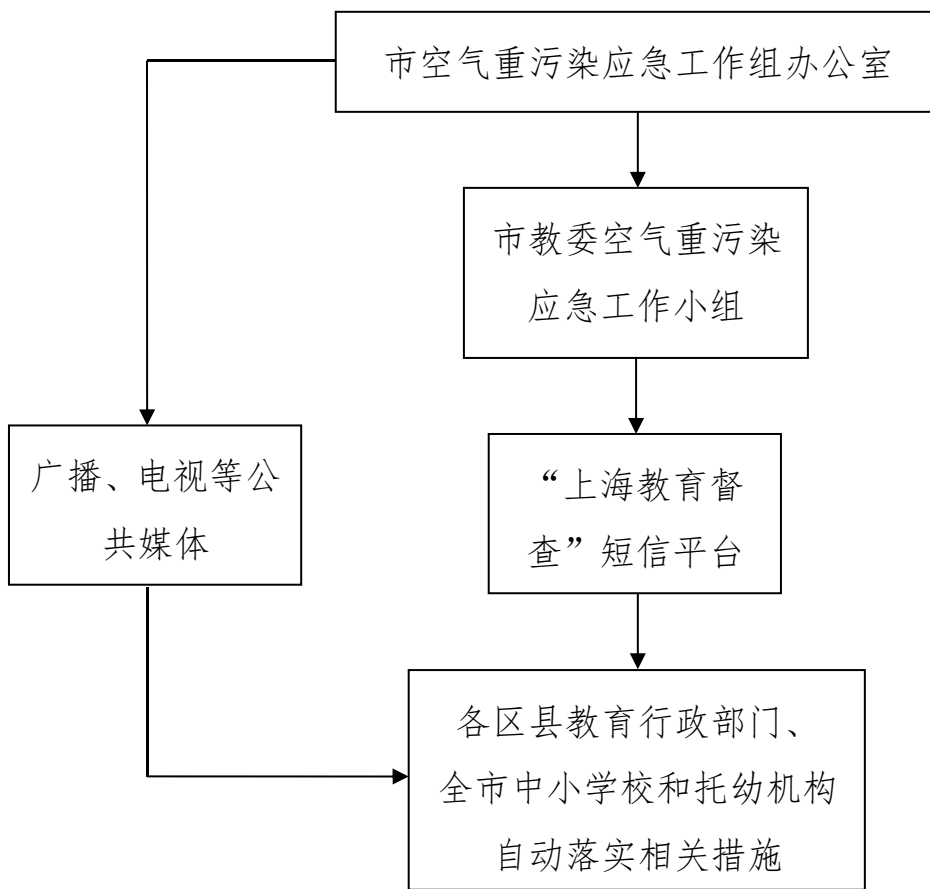 市空气重污染应急工作组办公室
市教委空气重污染
应急工作小组
广播、电视等公
共媒体
“上海教育督
查”短信平台
各区县教育行政部门、
全市中小学校和托幼机构
自动落实相关措施